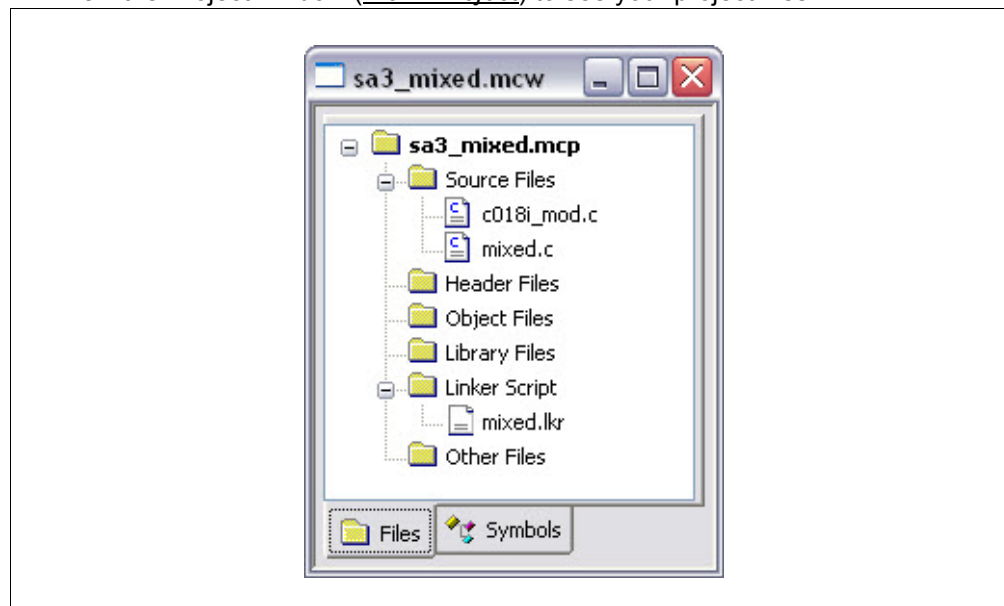 sa3_mixed.mcw
sa3_mixed.mcp
Source Files
c018i_mod.c
mixed.c
Header Files
Object Files
Library Files
Linker Script
mixed.lkr
Other Files
Files Symbols